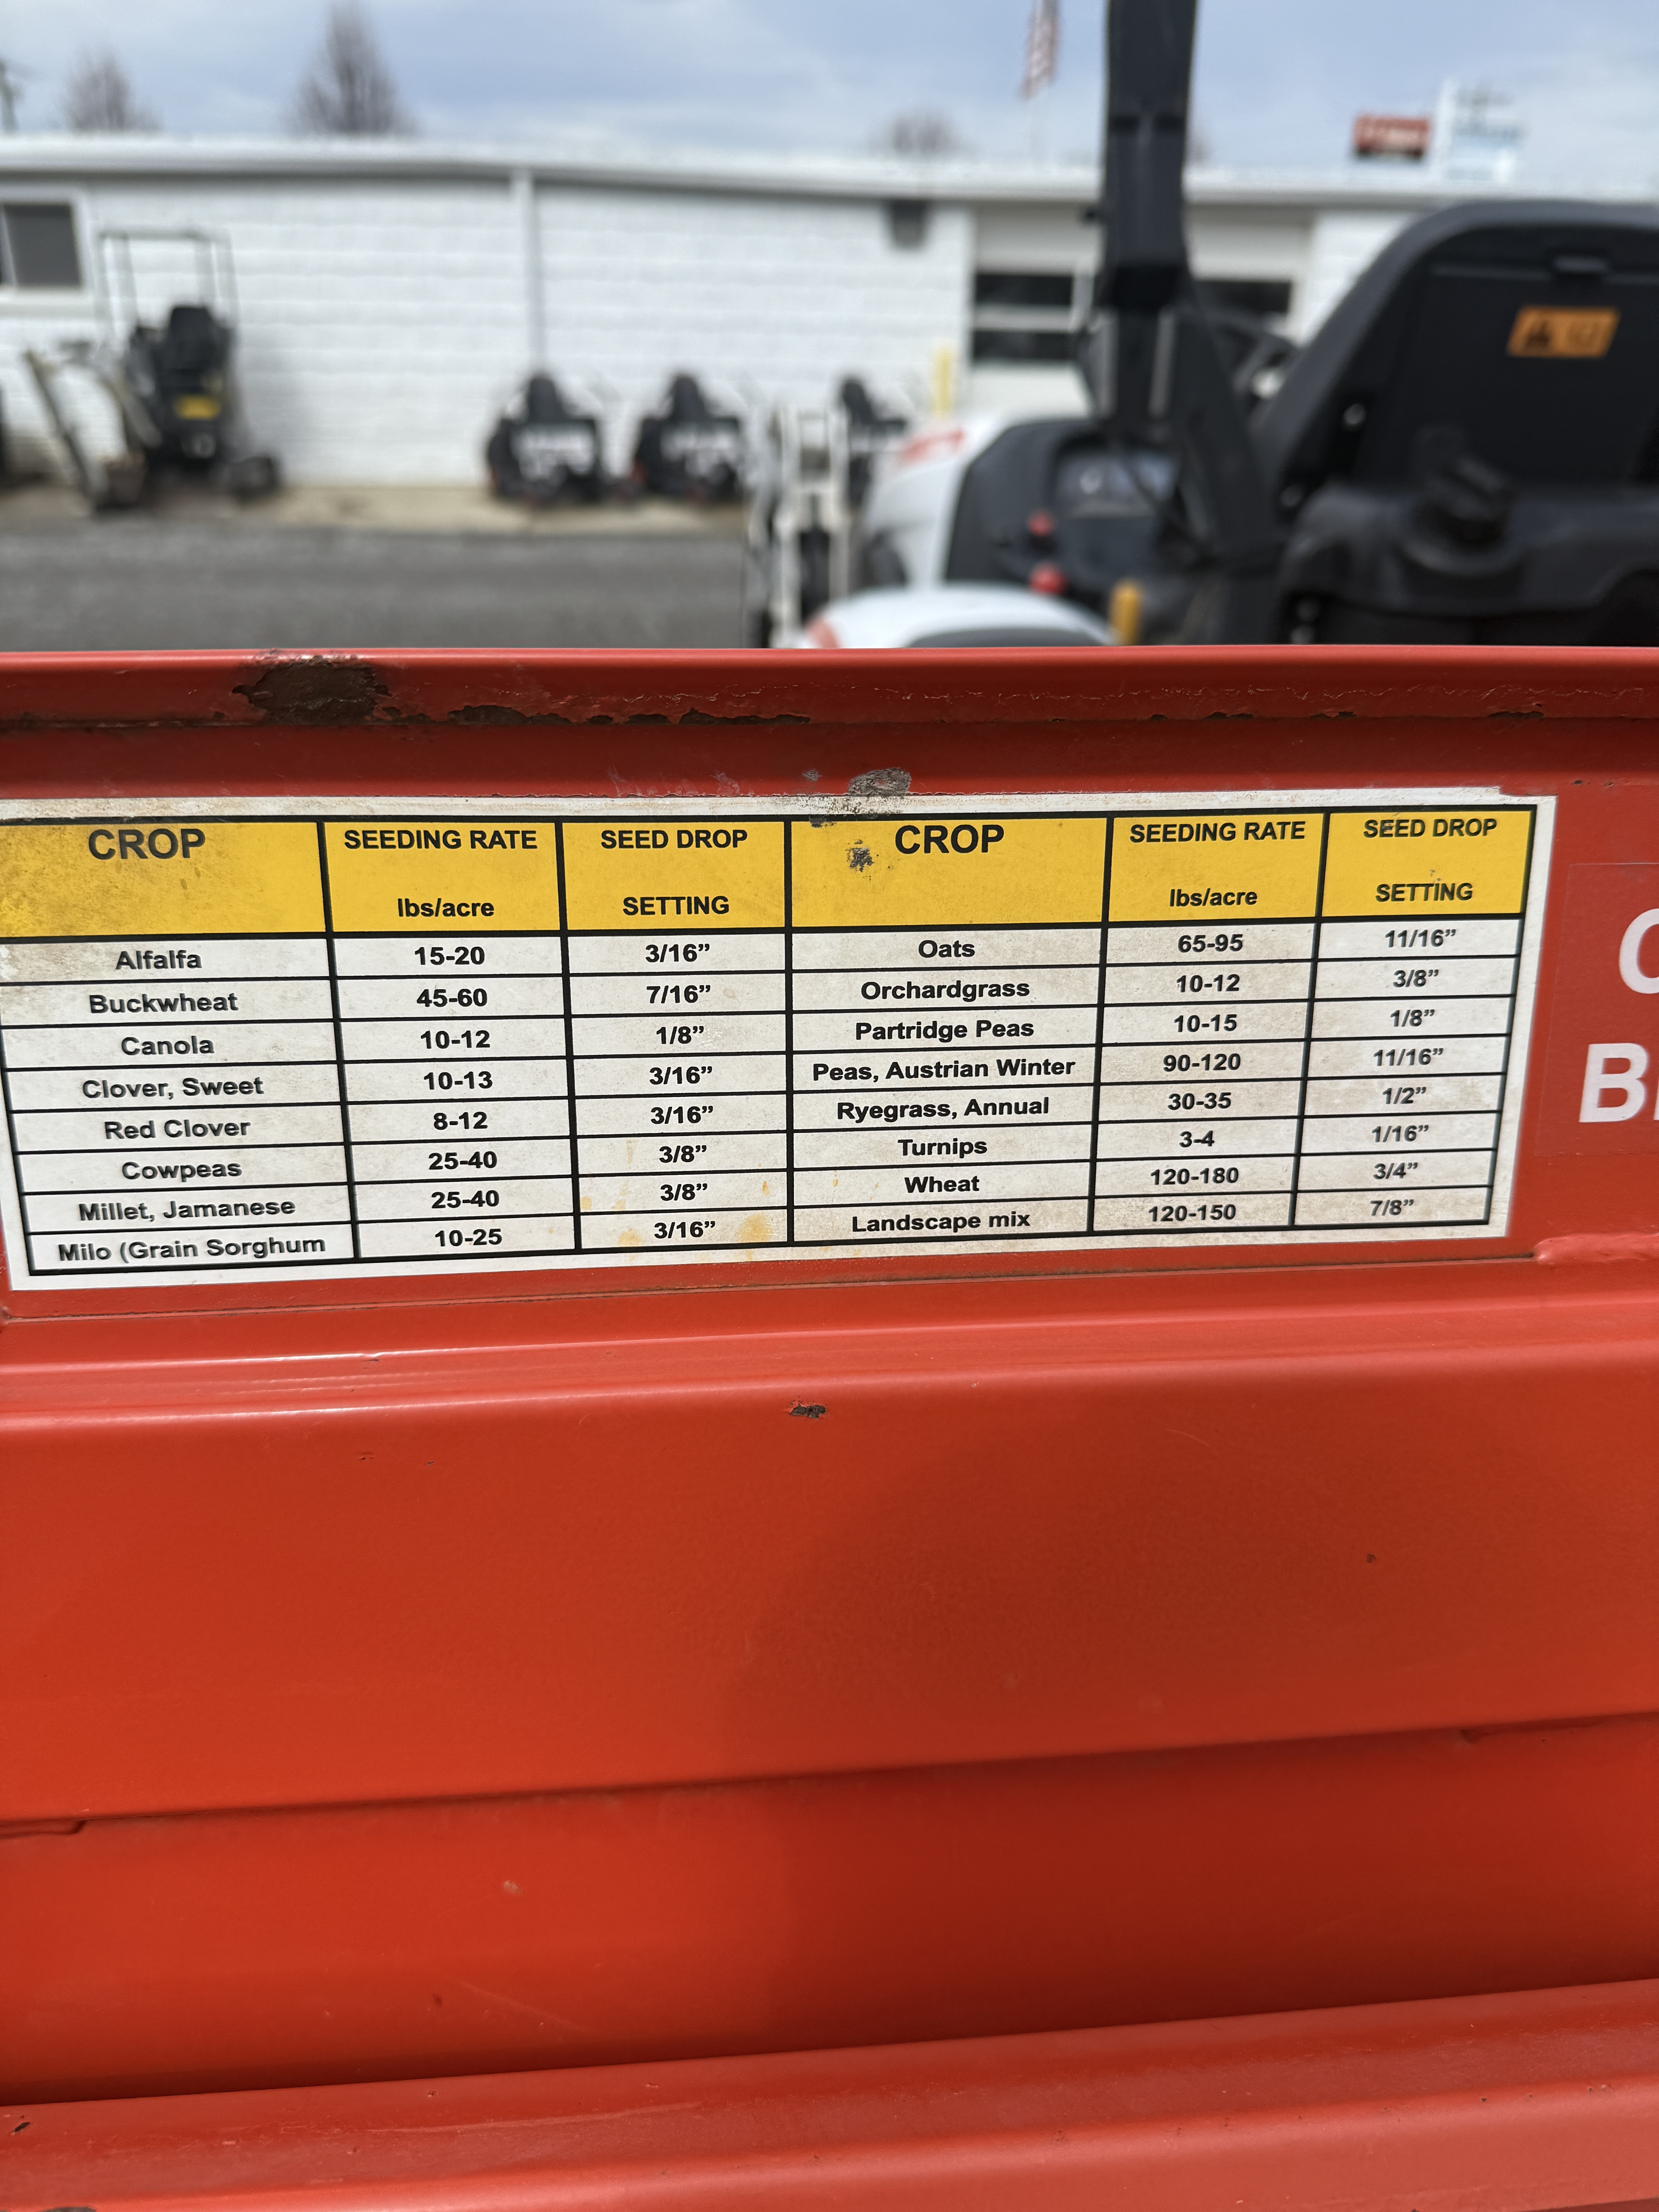 CROP SEEDING RATE lbs/acre SEED DROP SETTING CROP SEEDING RATE lbs/acre SEED DROP SETTING
Alfalfa 15-20 3/16” Oats 65-95 11/16”
Buckwheat 45-60 7/16” Orchardgrass 10-12 3/8”
Canola 10-12 1/8” Partridge Peas 10-15 1/8”
Clover, Sweet 10-13 3/16” Peas, Austrian Winter 90-120 11/16”
Red Clover 8-12 3/16” Ryegrass, Annual 30-35 1/2”
Cowpeas 25-40 3/8” Turnips 3-4 1/16”
Millet, Jamanese 25-40 3/8” Wheat 120-180 3/4”
Milo (Grain Sorghum 10-25 3/16” Landscape mix 120-150 7/8”